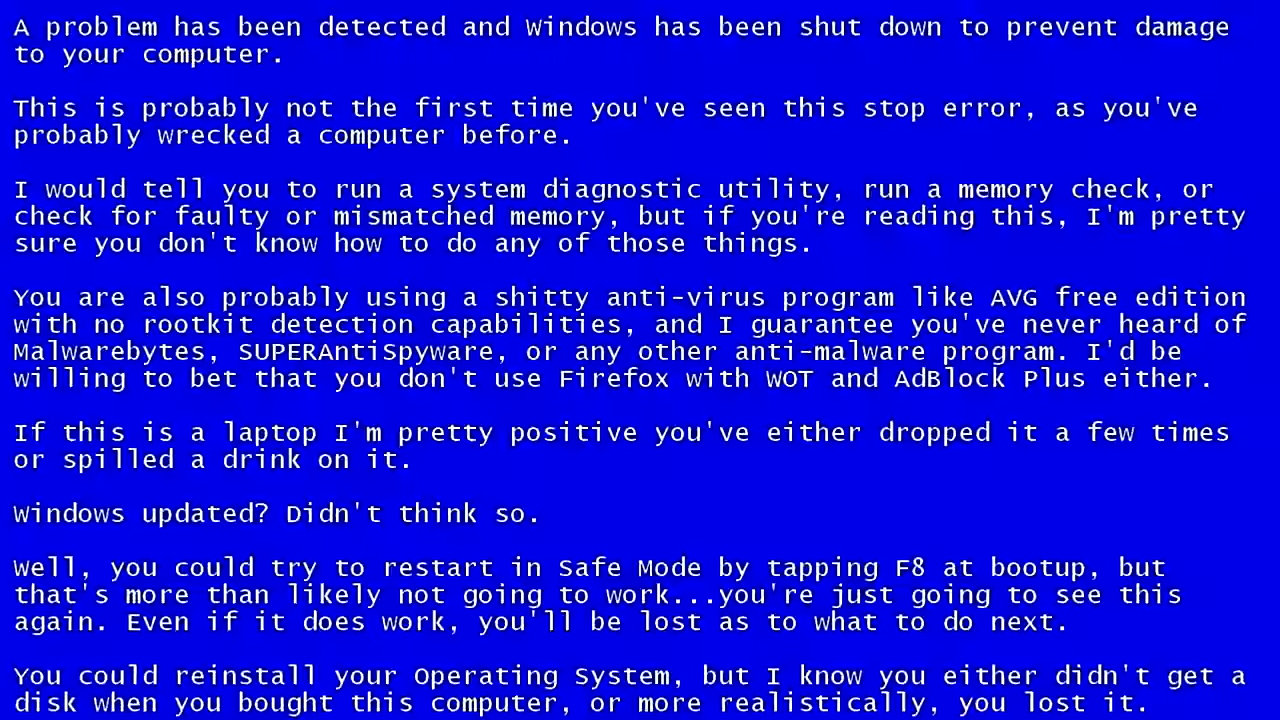 A problem has been detected and Windows has been shut down to prevent damage
to your computer.
This is probably not the first time you've seen this stop error, as you've
probably wrecked a computer before.
I would tell you to run a system diagnostic utility, run a memory check, or
check for faulty or mismatched memory, but if you're reading this, I'm pretty
sure you don't know how to do any of those things.
You are also probably using a shitty anti-virus program like AVG free edition
with no rootkit detection capabilities, and I guarantee you've never heard of
Malwarebytes, SUPERAntiSpyware, or any other anti-malware program. I'd be
willing to bet that you don't use Firefox with WOT and AdBlock Plus either.
If this is a laptop I'm pretty positive you've either dropped it a few times
or spilled a drink on it.
Windows updated? Didn't think so.
Well, you could try to restart in Safe Mode by tapping F8 at bootup, but
that's more than likely not going to work...you're just going to see this
again. Even if it does work, you'll be lost as to what to do next.
You could reinstall your Operating System, but I know you either didn't get a
disk when you bought this computer, or more realistically, you lost it.